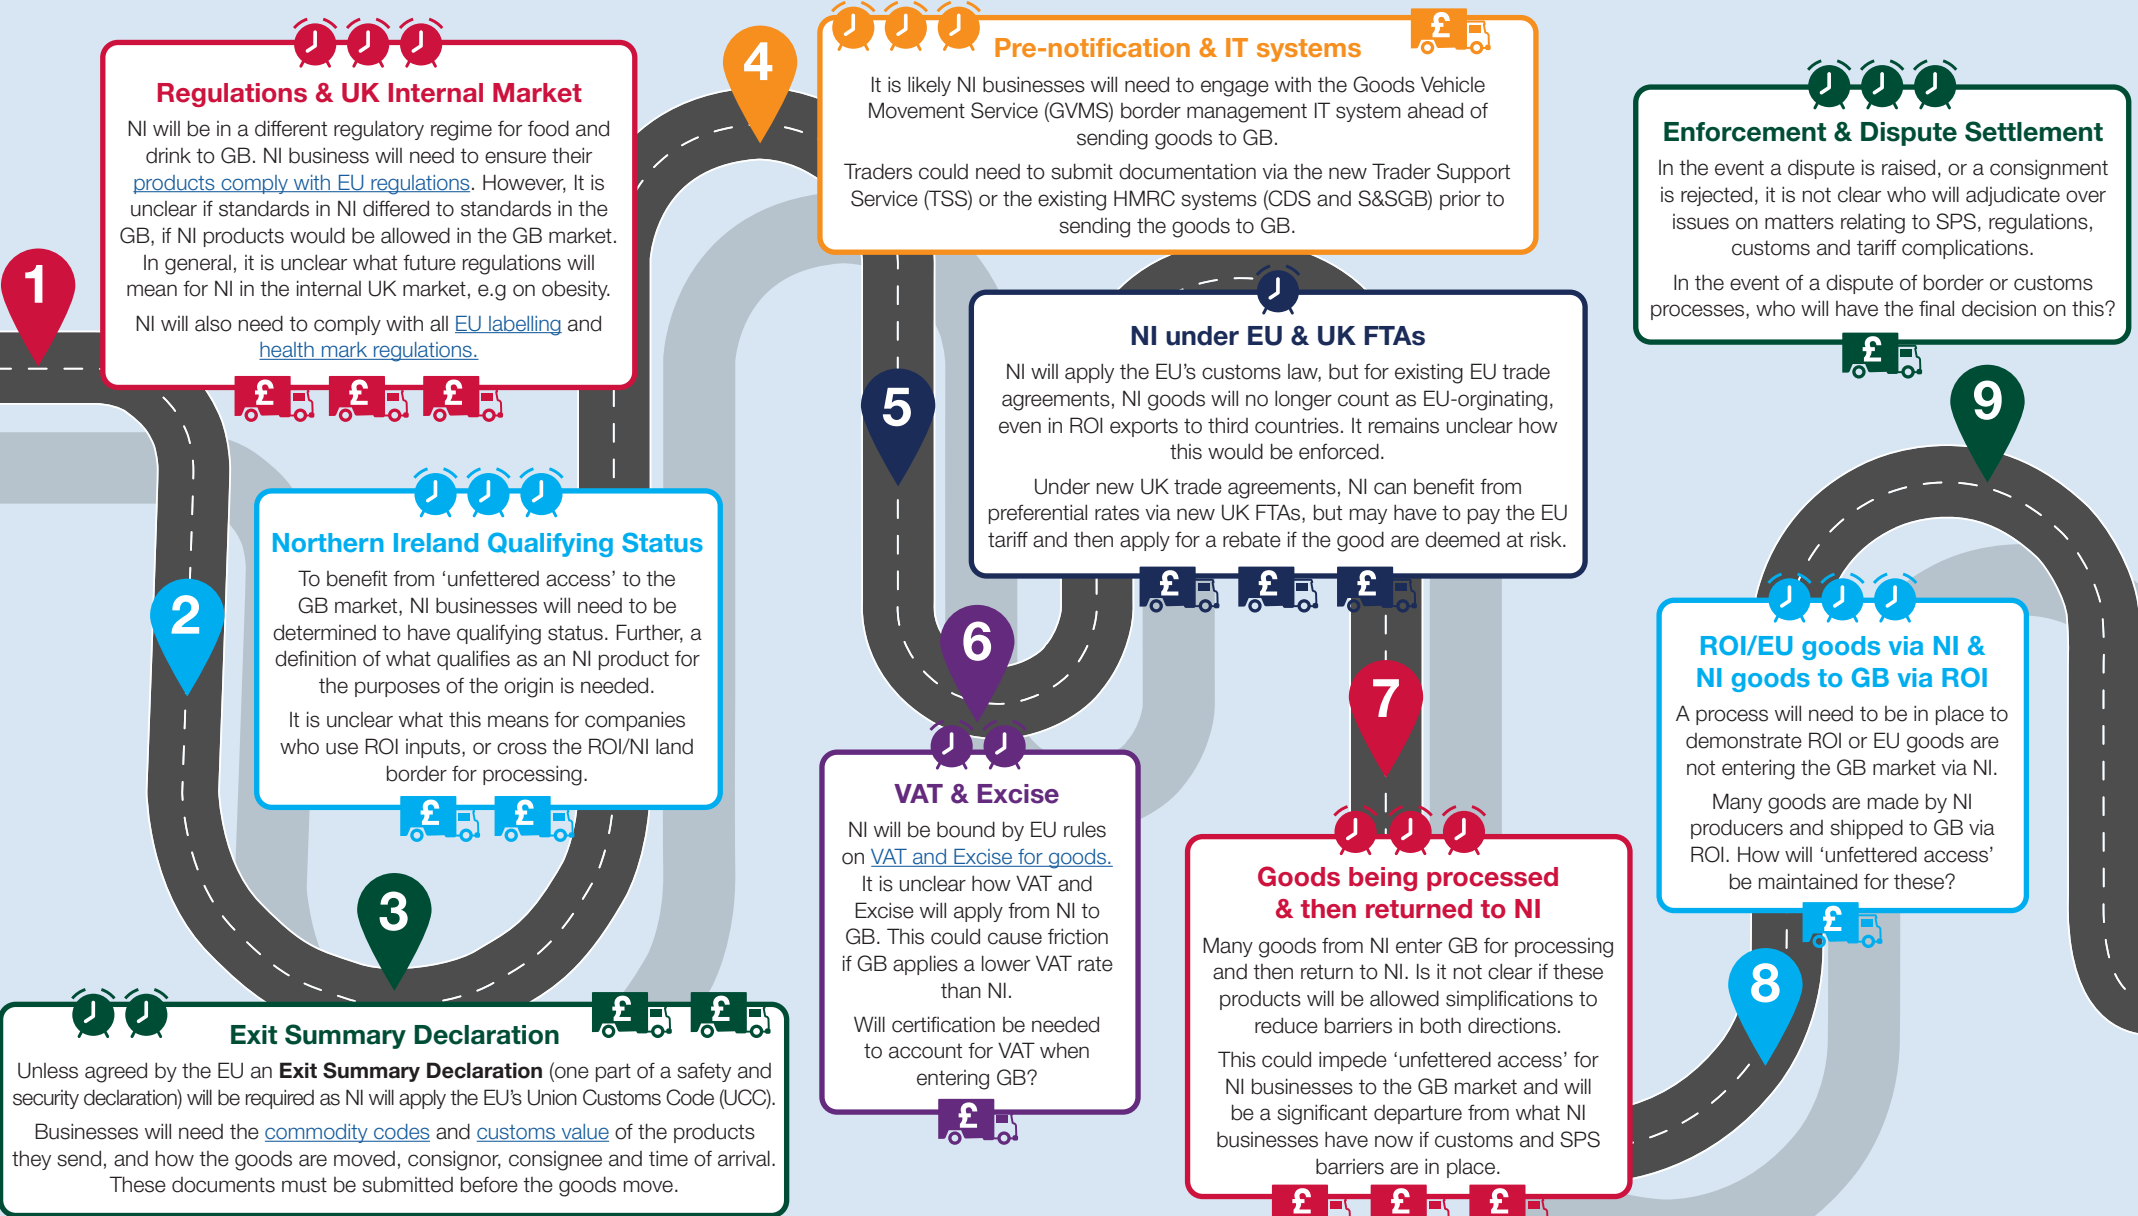 1
Regulations & UK Internal Market
NI will be in a different regulatory regime for food and
drink to GB. NI business will need to ensure their
products comply with EU regulations. However, It is
unclear if standards in NI differed to standards in the
GB, if NI products would be allowed in the GB market.
In general, it is unclear what future regulations will
mean for NI in the internal UK market, e.g on obesity.
NI will also need to comply with all EU labelling and
health mark regulations.
£ £ £
2
Northern Ireland Qualifying Status
To benefit from ‘unfettered access’ to the
GB market, NI businesses will need to be
determined to have qualifying status. Further, a
definition of what qualifies as an NI product for
the purposes of the origin is needed.
It is unclear what this means for companies
who use ROI inputs, or cross the ROI/NI land
border for processing.
£ £
3
£ £
Exit Summary Declaration
Unless agreed by the EU an Exit Summary Declaration (one part of a safety and
security declaration) will be required as NI will apply the EU’s Union Customs Code (UCC).
Businesses will need the commodity codes and customs value of the products
they send, and how the goods are moved, consignor, consignee and time of arrival.
These documents must be submitted before the goods move.
4
£
Pre-notification & IT systems
It is likely NI businesses will need to engage with the Goods Vehicle
Movement Service (GVMS) border management IT system ahead of
sending goods to GB.
Traders could need to submit documentation via the new Trader Support
Service (TSS) or the existing HMRC systems (CDS and S&SGB) prior to
sending the goods to GB.
5
NI under EU & UK FTAs
NI will apply the EU’s customs law, but for existing EU trade
agreements, NI goods will no longer count as EU-orginating,
even in ROI exports to third countries. It remains unclear how
this would be enforced.
Under new UK trade agreements, NI can benefit from
preferential rates via new UK FTAs, but may have to pay the EU
tariff and then apply for a rebate if the good are deemed at risk.
£ £ £
6
VAT & Excise
NI will be bound by EU rules
on VAT and Excise for goods.
It is unclear how VAT and
Excise will apply from NI to
GB. This could cause friction
if GB applies a lower VAT rate
than NI.
Will certification be needed
to account for VAT when
entering GB?
£
7
Goods being processed
& then returned to NI
Many goods from NI enter GB for processing
and then return to NI. Is it not clear if these
products will be allowed simplifications to
reduce barriers in both directions.
This could impede ‘unfettered access’ for
NI businesses to the GB market and will
be a significant departure from what NI
businesses have now if customs and SPS
barriers are in place.
£ £ £
8
ROI/EU goods via NI &
NI goods to GB via ROI
A process will need to be in place to
demonstrate ROI or EU goods are
not entering the GB market via NI.
Many goods are made by NI
producers and shipped to GB via
ROI. How will ‘unfettered access’
be maintained for these?
£
9
Enforcement & Dispute Settlement
In the event a dispute is raised, or a consignment
is rejected, it is not clear who will adjudicate over
issues on matters relating to SPS, regulations,
customs and tariff complications.
In the event of a dispute of border or customs
processes, who will have the final decision on this?
£